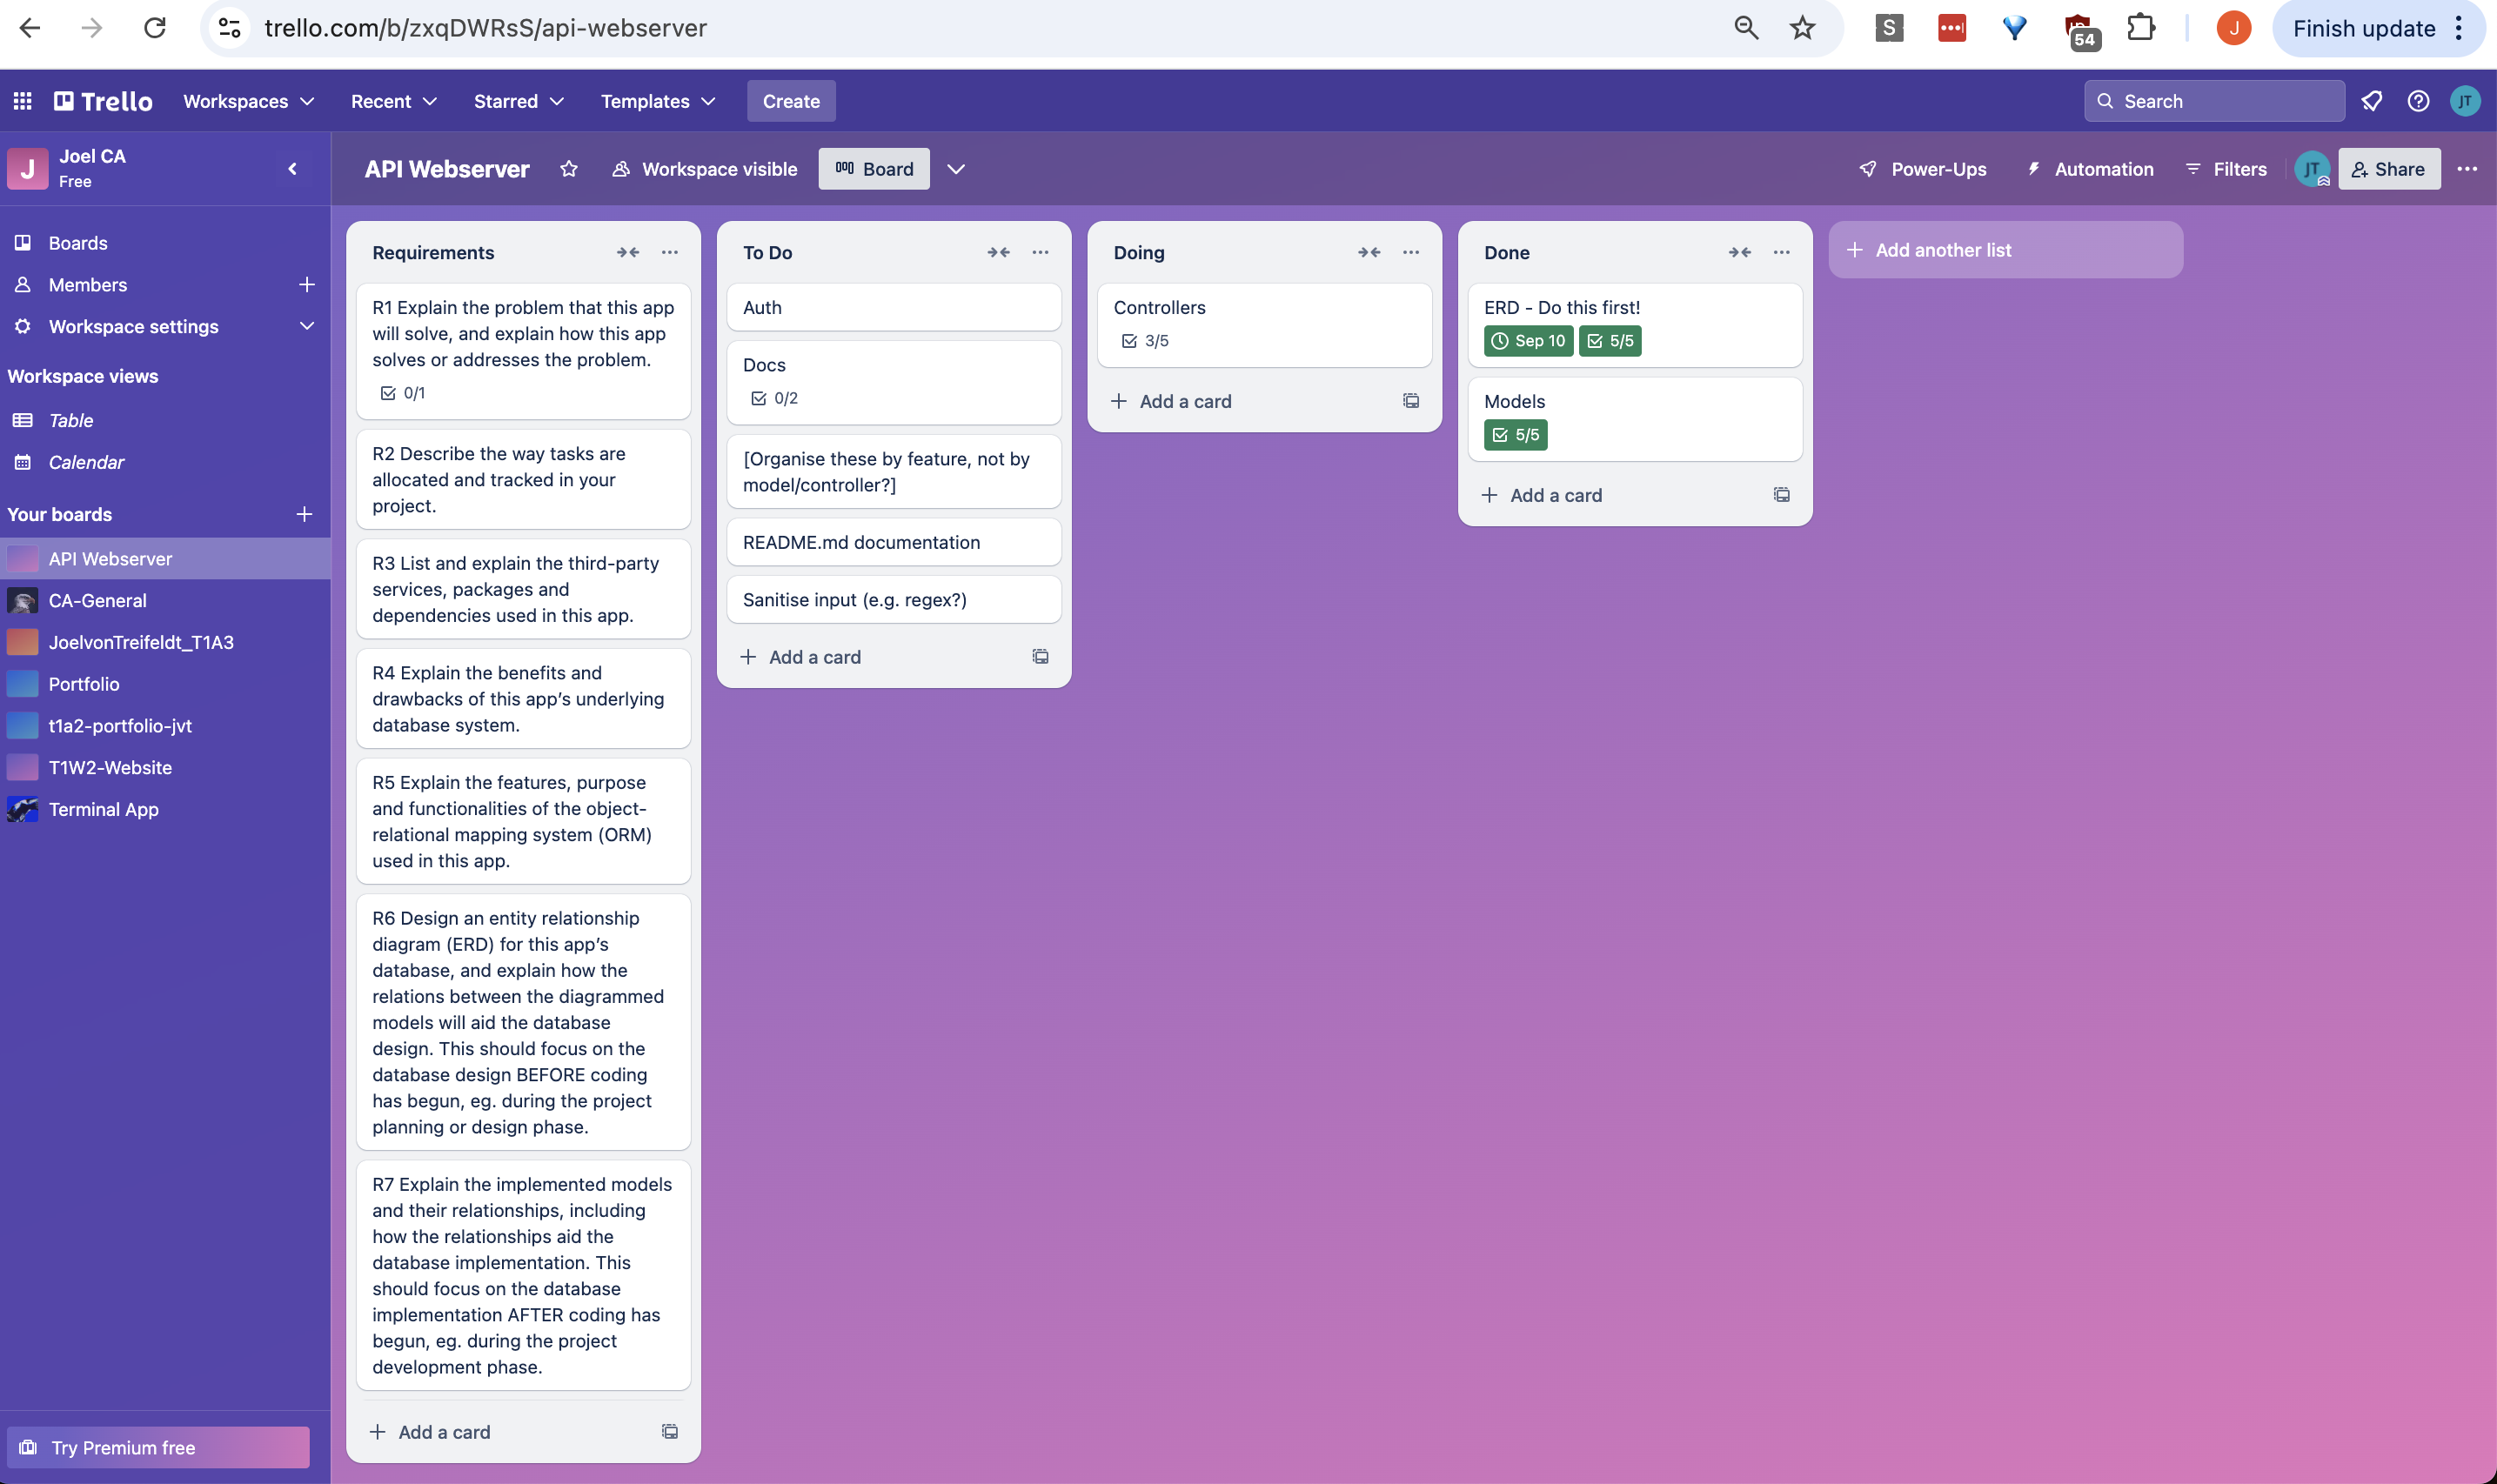 trello.com/b/zxqDWRsS/api-webserver
S
54
J
Finish update
Trello
Workspaces
Recent
Starred
Templates
Create
Search
JT
J
Joel CA
Free
API Webserver
Workspace visible
Board
Power-Ups
Automation
Filters
JT
Share
Boards
Members
Workspace settings
Workspace views
Table
Calendar
Your boards
API Webserver
CA-General
JoelvonTreifeldt_T1A3
Portfolio
t1a2-portfolio-jvt
T1W2-Website
Terminal App
Try Premium free
Requirements
R1 Explain the problem that this app
will solve, and explain how this app
solves or addresses the problem.
0/1
R2 Describe the way tasks are
allocated and tracked in your
project.
R3 List and explain the third-party
services, packages and
dependencies used in this app.
R4 Explain the benefits and
drawbacks of this app’s underlying
database system.
R5 Explain the features, purpose
and functionalities of the object-
relational mapping system (ORM)
used in this app.
R6 Design an entity relationship
diagram (ERD) for this app’s
database, and explain how the
relations between the diagrammed
models will aid the database
design. This should focus on the
database design BEFORE coding
has begun, eg. during the project
planning or design phase.
R7 Explain the implemented models
and their relationships, including
how the relationships aid the
database implementation. This
should focus on the database
implementation AFTER coding has
begun, eg. during the project
development phase.
Add a card
To Do
Auth
Docs
0/2
[Organise these by feature, not by
model/controller?]
README.md documentation
Sanitise input (e.g. regex?)
Add a card
Doing
Controllers
3/5
Add a card
Done
ERD - Do this first!
Sep 10
5/5
Models
5/5
Add a card
Add another list